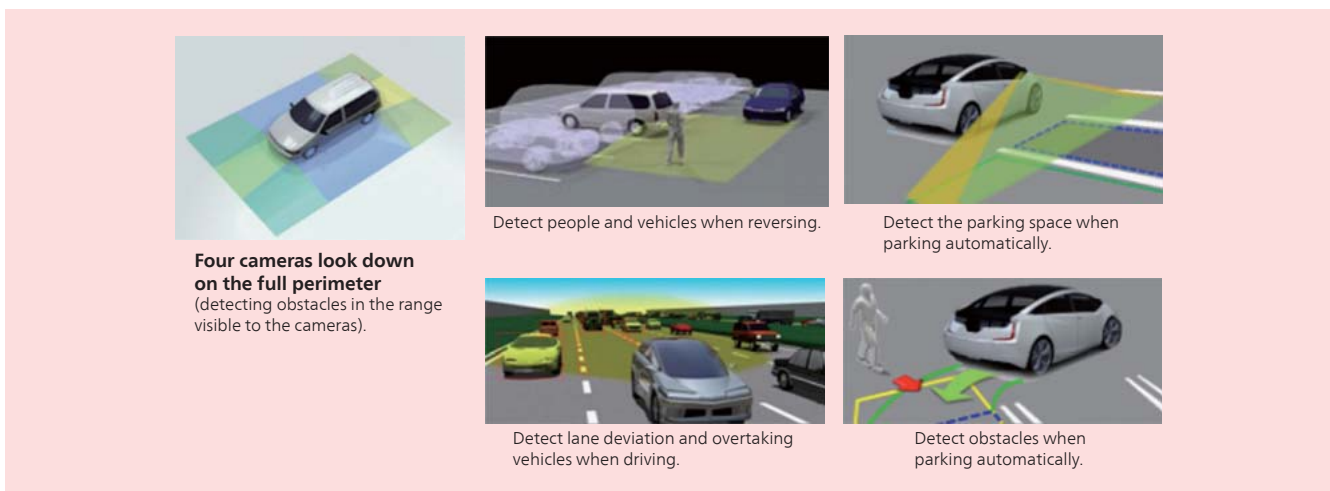 Four cameras look down
on the full perimeter
(detecting obstacles in the range
visible to the cameras).
Detect people and vehicles when reversing.
Detect the parking space when
parking automatically.
Detect lane deviation and overtaking
vehicles when driving.
Detect obstacles when
parking automatically.